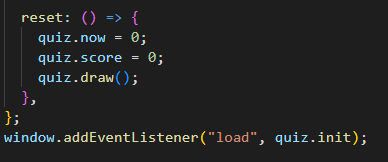 reset: () => {
quiz.now = 0;
quiz.score = 0;
quiz.draw();
},
};
window.addEventListener("load", quiz.init);